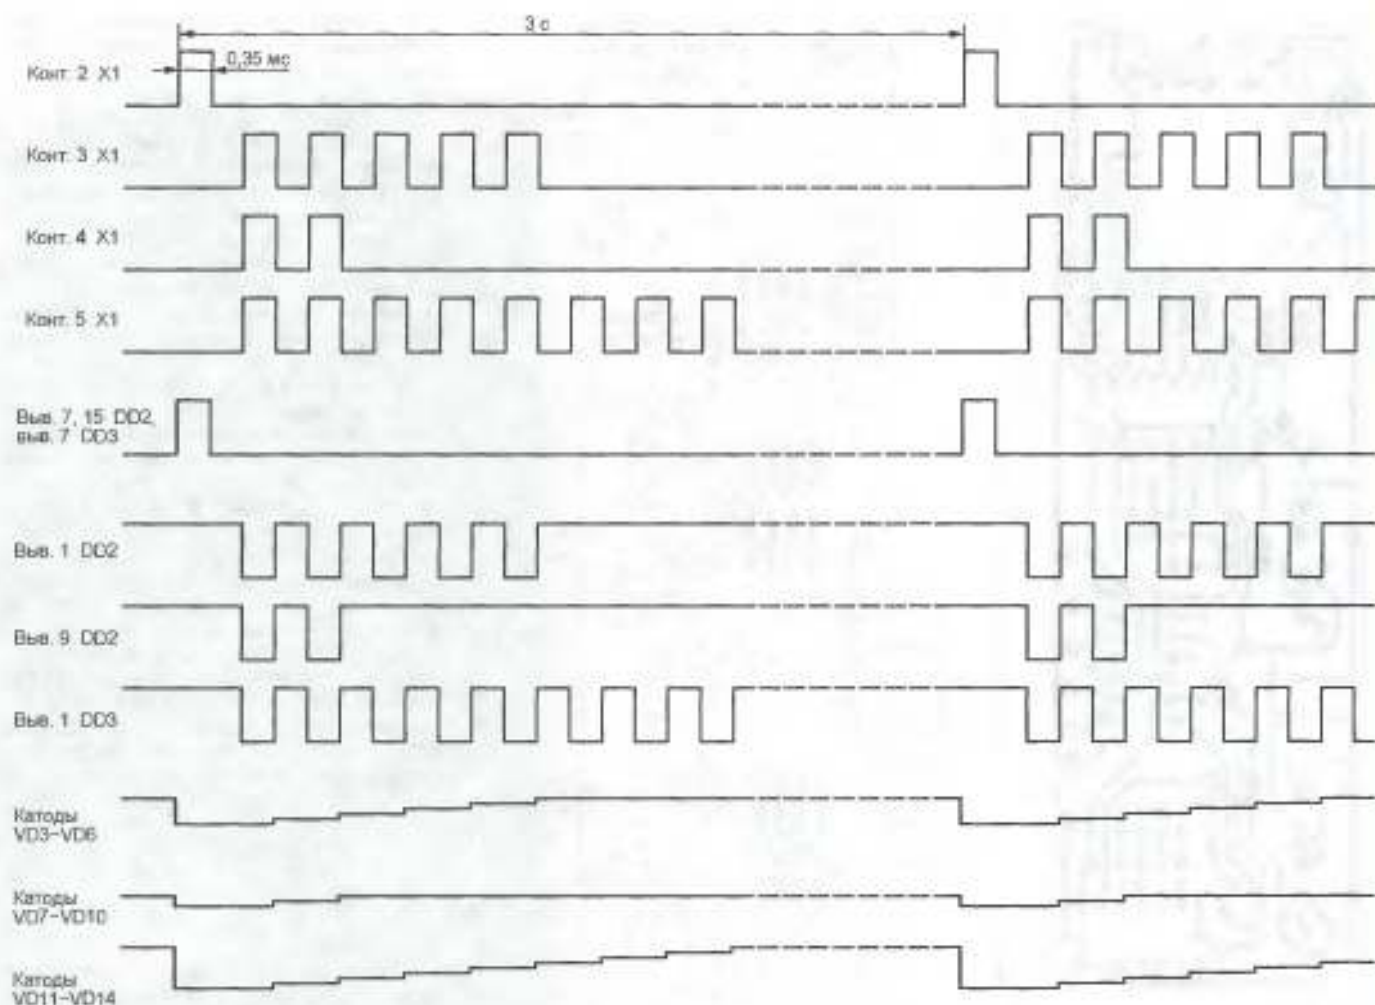 3 с
0,35 мс
Конт. 2 X1
Конт. 3 X1
Конт. 4 X1
Конт. 5 X1
Выв. 7, 15 DD2,
выв. 7 DD3
Выв. 1 DD2
Выв. 9 DD2
Выв. 1 DD3
Катоды
VD3–VD6
Катоды
VD7–VD10
Катоды
VD11–VD14